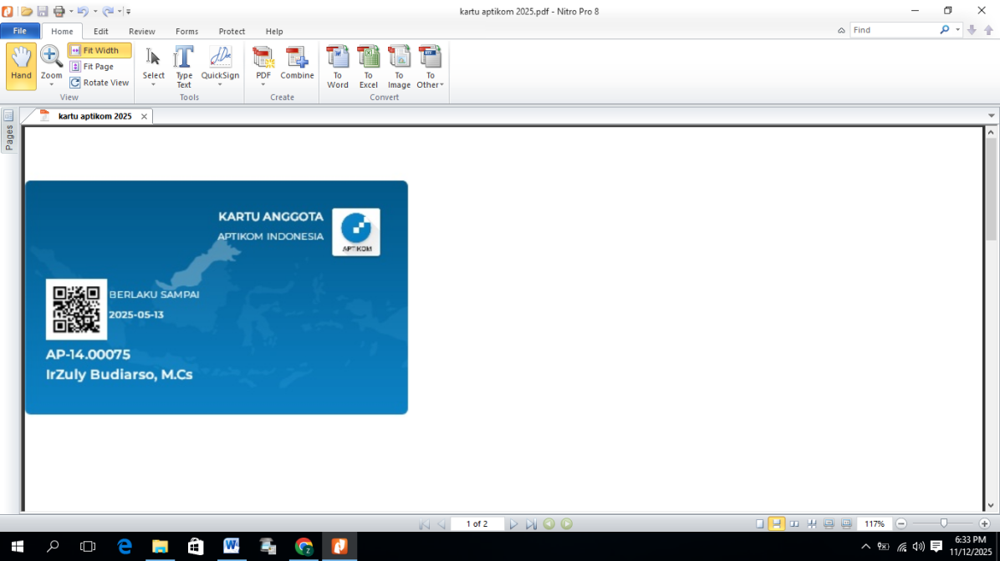 kartu aptikom 2025.pdf - Nitro Pro 8
File Home Edit Review Forms Protect Help
Find
Hand
Zoom
Fit Width
Fit Page
Rotate View
View
Select
Type Text
QuickSign
Tools
PDF
Combine
Create
To Word
To Excel
To Image
To Other
Convert
kartu aptikom 2025
Pages
KARTU ANGGOTA
APTIKOM INDONESIA
APTIKOM
BERLAKU SAMPAI
2025-05-13
AP-14.00075
IrZuly Budiarso, M.Cs
1 of 2
117%
6:33 PM
11/12/2025